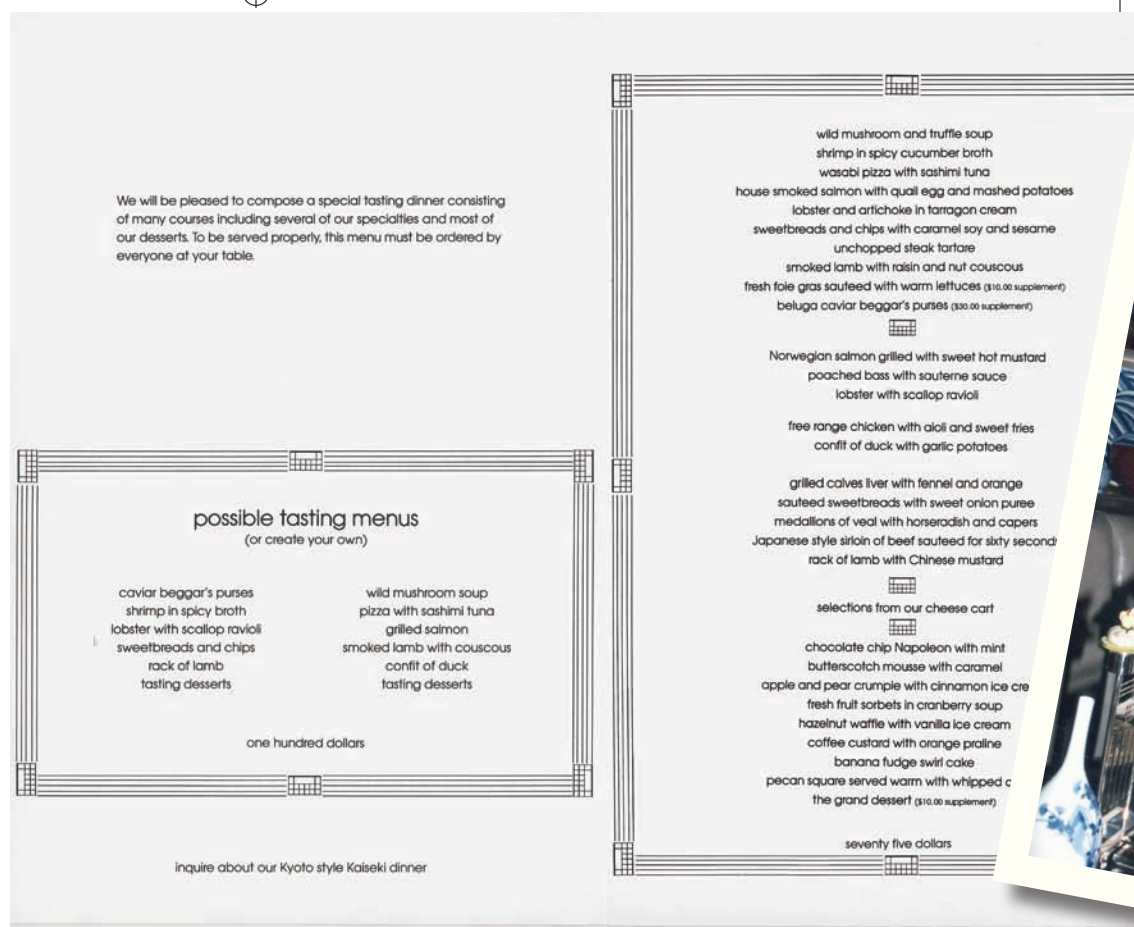 We will be pleased to compose a special tasting dinner consisting
of many courses including several of our specialties and most of
our desserts. To be served properly, this menu must be ordered by
everyone at your table.
possible tasting menus
(or create your own)
caviar beggar's purses
shrimp in spicy broth
lobster with scallop ravioli
sweetbreads and chips
rack of lamb
tasting desserts
wild mushroom soup
pizza with sashimi tuna
grilled salmon
smoked lamb with couscous
confit of duck
tasting desserts
one hundred dollars
inquire about our Kyoto style Kaiseki dinner
wild mushroom and truffle soup
shrimp in spicy cucumber broth
wasabi pizza with sashimi tuna
house smoked salmon with quail egg and mashed potatoes
lobster and artichoke in tarragon cream
sweetbreads and chips with caramel soy and sesame
unchopped steak tartare
smoked lamb with raisin and nut couscous
fresh foie gras sauteed with warm lettuces ($10.00 supplement)
beluga caviar beggar's purses ($30.00 supplement)
Norwegian salmon grilled with sweet hot mustard
poached bass with sauterne sauce
lobster with scallop ravioli
free range chicken with aioli and sweet fries
confit of duck with garlic potatoes
grilled calves liver with fennel and orange
sauteed sweetbreads with sweet onion puree
medallions of veal with horseradish and capers
Japanese style sirloin of beef sauteed for sixty second
rack of lamb with Chinese mustard
selections from our cheese cart
chocolate chip Napoleon with mint
butterscotch mousse with caramel
apple and pear crumple with cinnamon ice cre
fresh fruit sorbets in cranberry soup
hazelnut waffle with vanilla ice cream
coffee custard with orange praline
banana fudge swirl cake
pecan square served warm with whipped c
the grand dessert ($10.00 supplement)
seventy five dollars